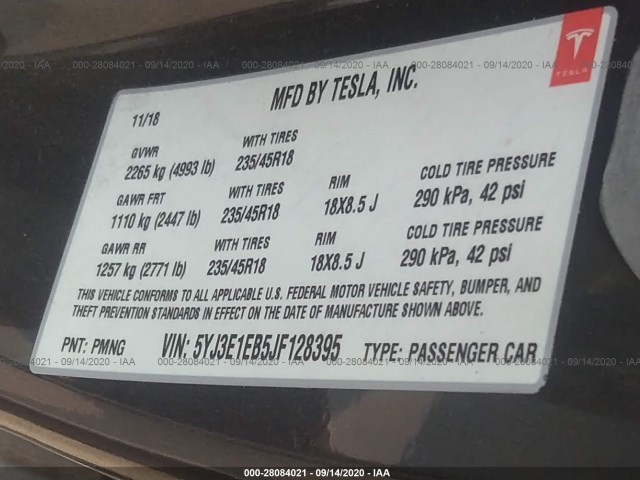 000-28084021 - 09/14/2020 - IAA
TESLA
MFD BY TESLA, INC.
11/18
GVWR
2265 kg (4993 lb)
WITH TIRES
235/45R18
GAWR FRT
1110 kg (2447 lb)
WITH TIRES
235/45R18
RIM
18X8.5 J
COLD TIRE PRESSURE
290 kPa, 42 psi
GAWR RR
1257 kg (2771 lb)
WITH TIRES
235/45R18
RIM
18X8.5 J
COLD TIRE PRESSURE
290 kPa, 42 psi
THIS VEHICLE CONFORMS TO ALL APPLICABLE U.S. FEDERAL MOTOR VEHICLE SAFETY, BUMPER, AND
THEFT PREVENTION STANDARDS IN EFFECT ON THE DATE OF MANUFACTURE SHOWN ABOVE.
PNT: PMNG VIN: 5YJ3E1EB5JF128395 TYPE: PASSENGER CAR
000-28084021 - 09/14/2020 - IAA